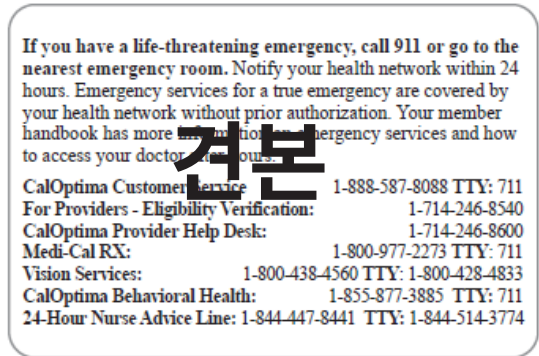 If you have a life-threatening emergency, call 911 or go to the
nearest emergency room. Notify your health network within 24
hours. Emergency services for a true emergency are covered by
your health network without prior authorization. Your member
handbook has more information on emergency services and how
to access your doctor after hours.
견본
CalOptima Customer Service 1-888-587-8088 TTY: 711
For Providers - Eligibility Verification: 1-714-246-8540
CalOptima Provider Help Desk: 1-714-246-8600
Medi-Cal RX: 1-800-977-2273 TTY: 711
Vision Services: 1-800-438-4560 TTY: 1-800-428-4833
CalOptima Behavioral Health: 1-855-877-3885 TTY: 711
24-Hour Nurse Advice Line: 1-844-447-8441 TTY: 1-844-514-3774